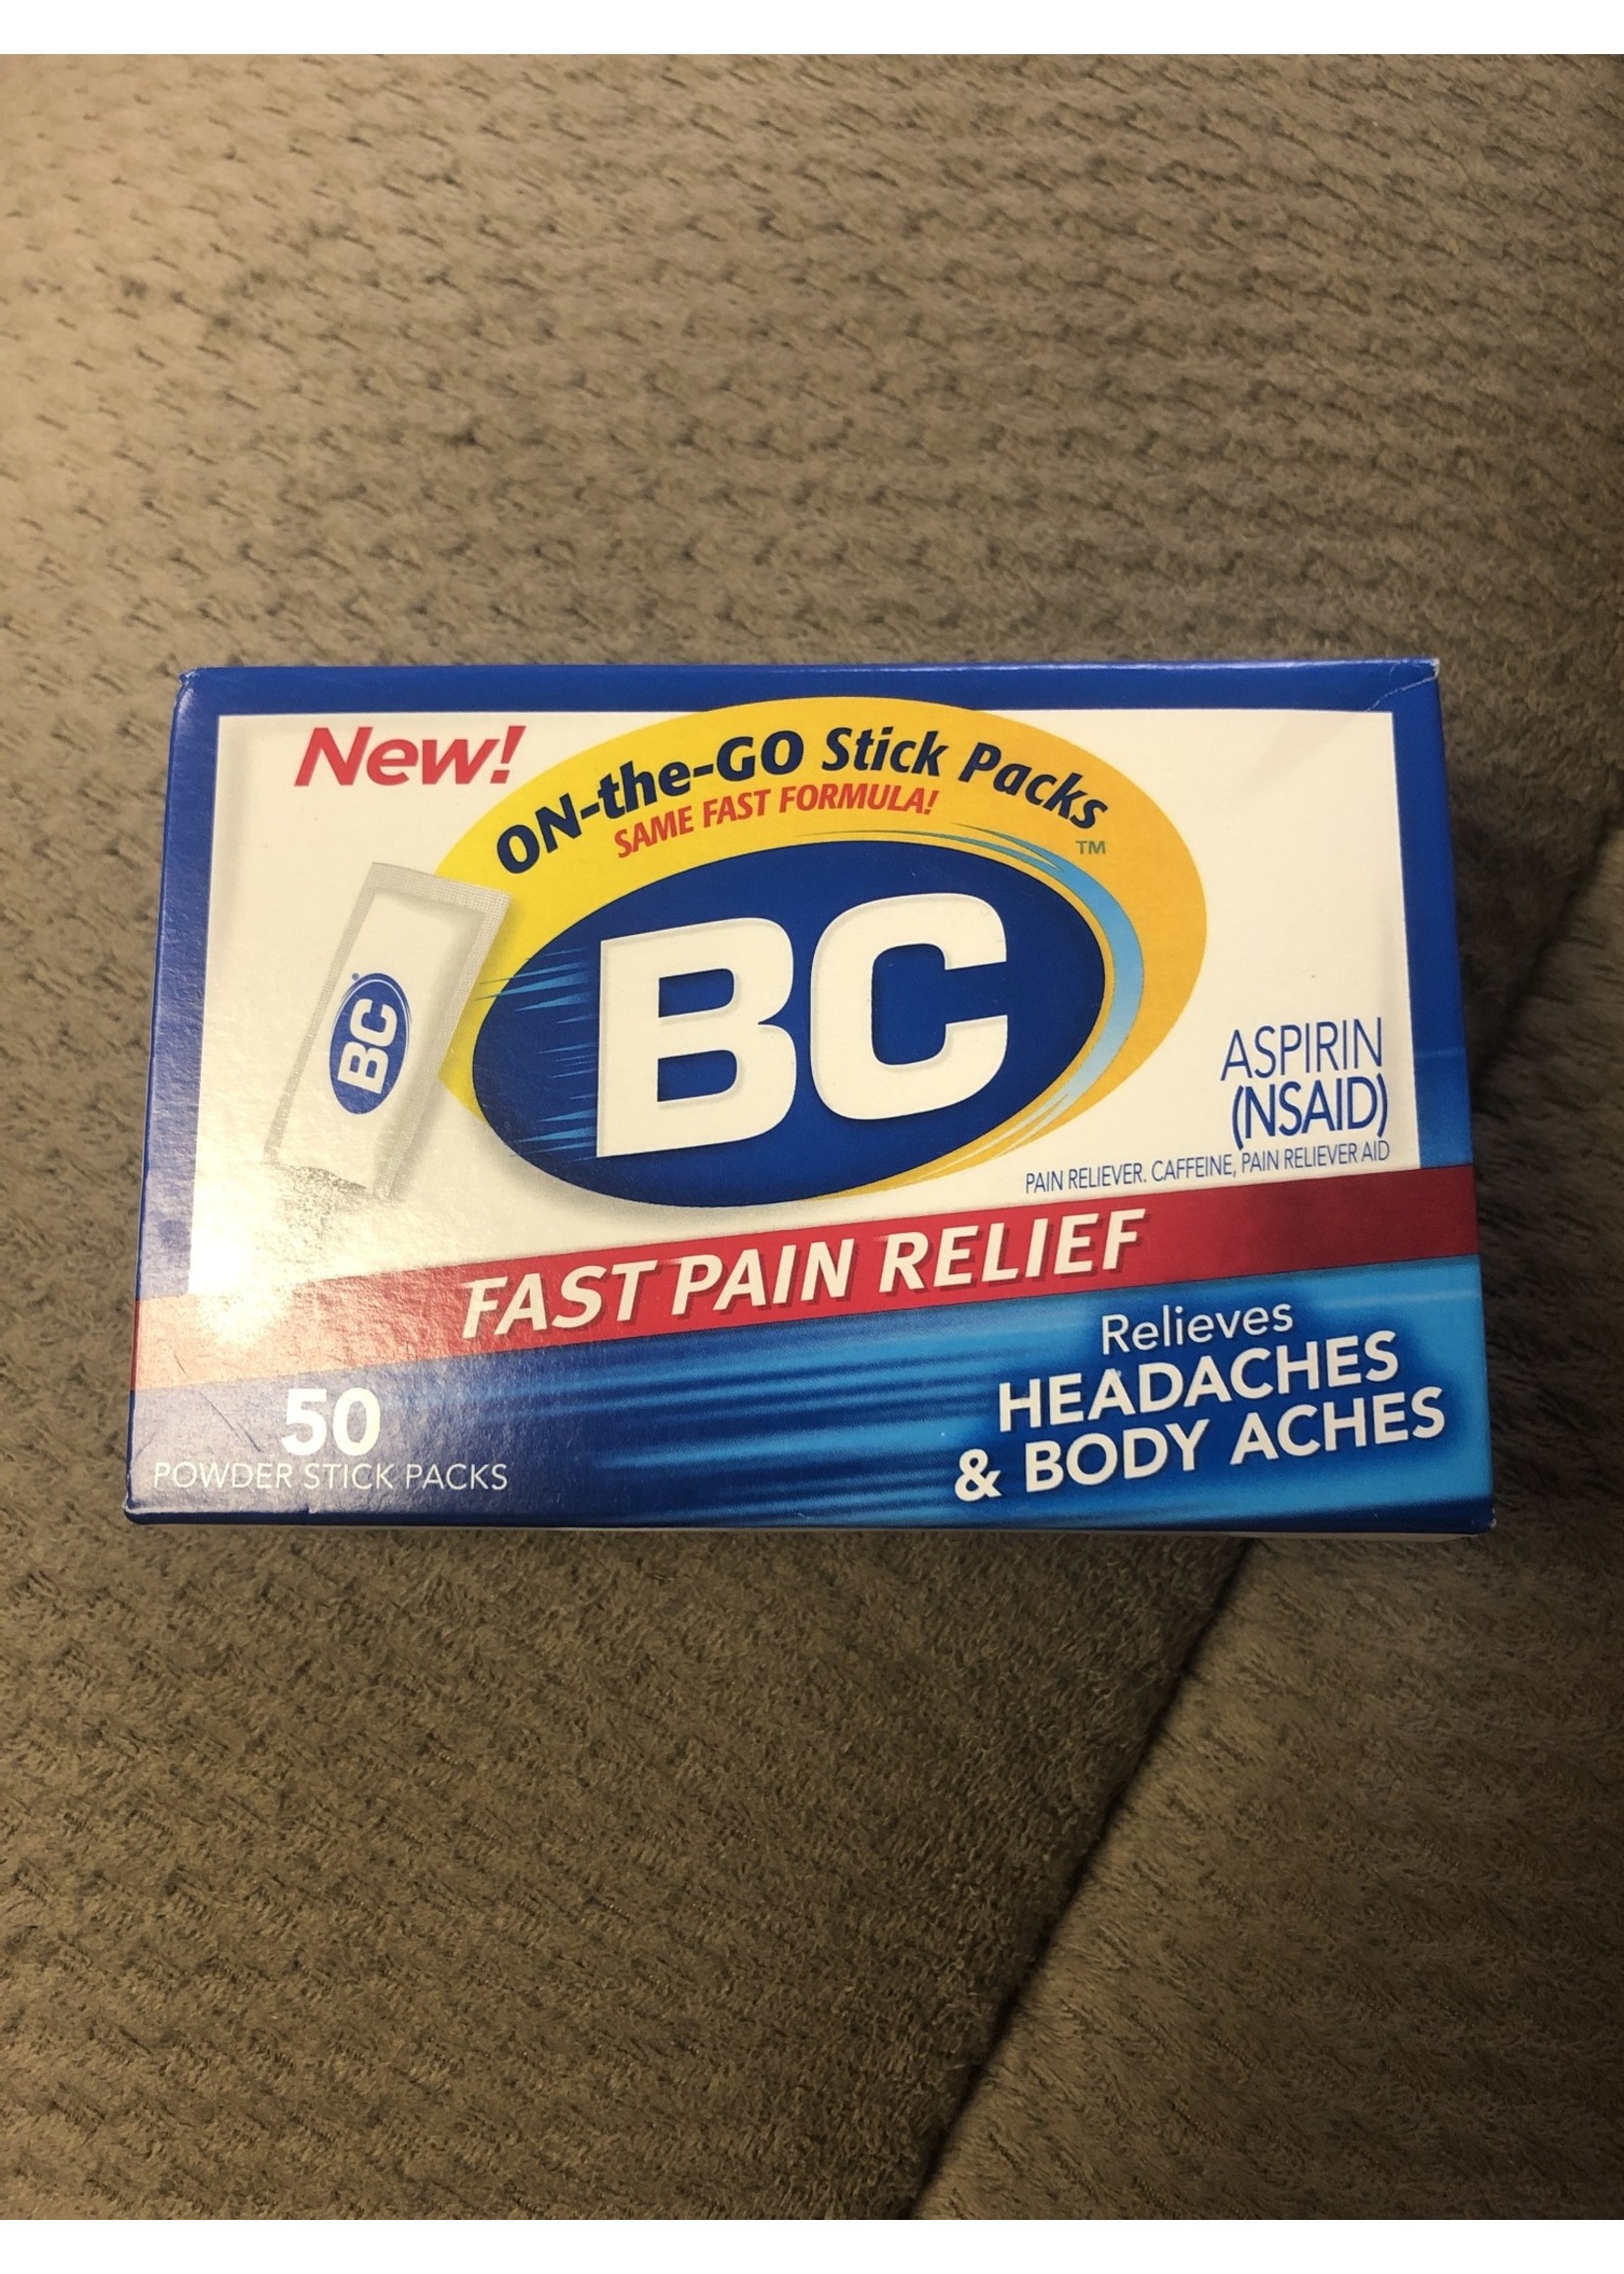 New!
ON-the-GO Stick Packs
SAME FAST FORMULA!
TM
BC
BC
ASPIRIN
(NSAID)
PAIN RELIEVER. CAFFEINE, PAIN RELIEVER AID
FAST PAIN RELIEF
Relieves
HEADACHES
& BODY ACHES
50
POWDER STICK PACKS